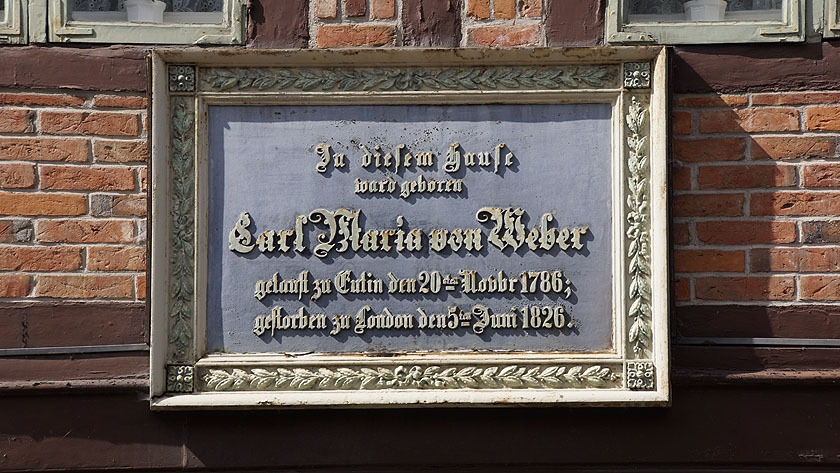 In diesem Hause
ward geboren
Carl Maria von Weber
getauft zu Eutin den 20ten Novbr 1786;
gestorben zu London den 5ten Juni 1826.